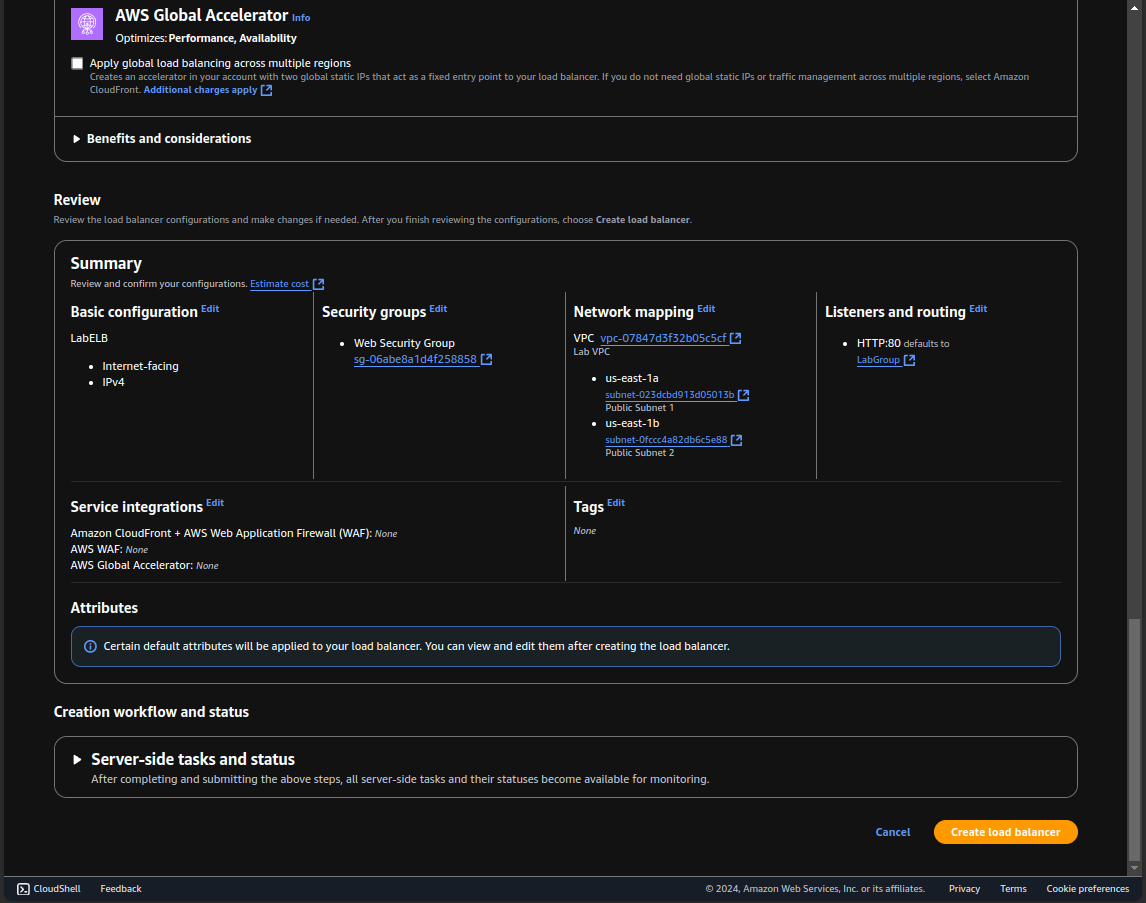 AWS Global Accelerator Info
Optimizes: Performance, Availability
Apply global load balancing across multiple regions
Creates an accelerator in your account with two global static IPs that act as a fixed entry point to your load balancer. If you do not need global static IPs or traffic management across multiple regions, select Amazon
CloudFront. Additional charges apply
Benefits and considerations
Review
Review the load balancer configurations and make changes if needed. After you finish reviewing the configurations, choose Create load balancer.
Summary
Review and confirm your configurations. Estimate cost
Basic configuration Edit
LabELB
Internet-facing
IPv4
Security groups Edit
Web Security Group
sg-06abe8a1d4f258858
Network mapping Edit
VPC vpc-07847d3f32b05c5cf
Lab VPC
us-east-1a
subnet-023dcbd913d05013b
Public Subnet 1
us-east-1b
subnet-0fccc4a82db6c5e88
Public Subnet 2
Listeners and routing Edit
HTTP:80 defaults to
LabGroup
Service integrations Edit
Amazon CloudFront + AWS Web Application Firewall (WAF): None
AWS WAF: None
AWS Global Accelerator: None
Tags Edit
None
Attributes
Certain default attributes will be applied to your load balancer. You can view and edit them after creating the load balancer.
Creation workflow and status
Server-side tasks and status
After completing and submitting the above steps, all server-side tasks and their statuses become available for monitoring.
Cancel
Create load balancer
CloudShell Feedback © 2024, Amazon Web Services, Inc. or its affiliates. Privacy Terms Cookie preferences